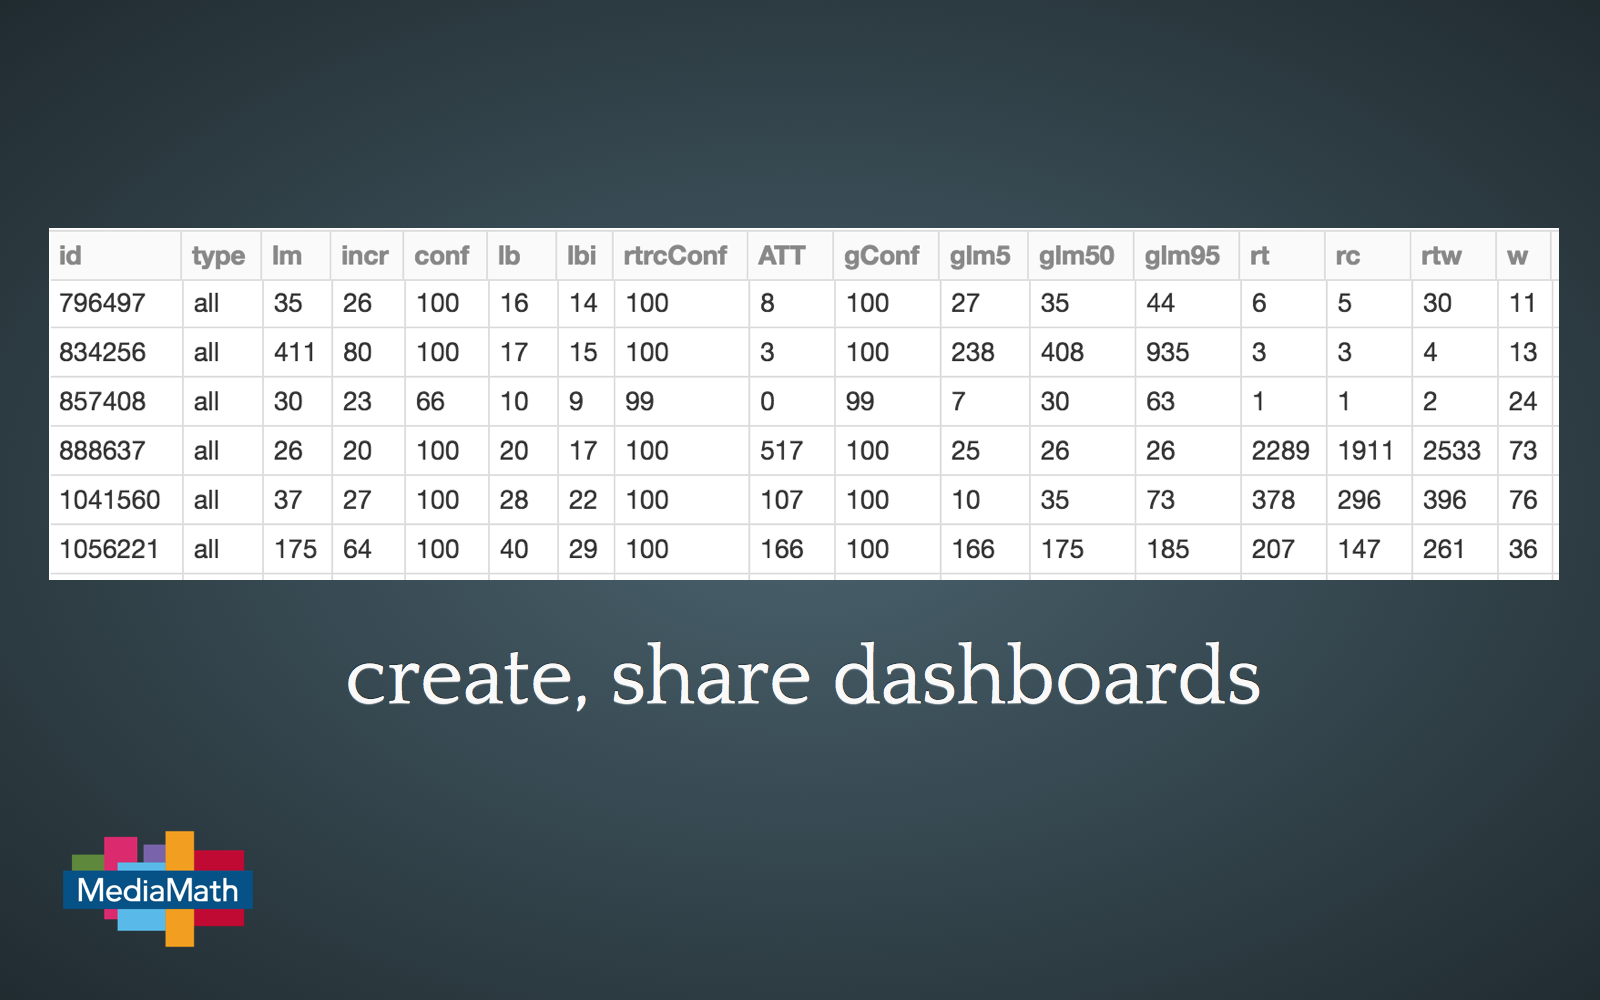 id type lm incr conf lb lbi rtrcConf ATT gConf glm5 glm50 glm95 rt rc rtw w
796497 all 35 26 100 16 14 100 8 100 27 35 44 6 5 30 11
834256 all 411 80 100 17 15 100 3 100 238 408 935 3 3 4 13
857408 all 30 23 66 10 9 99 0 99 7 30 63 1 1 2 24
888637 all 26 20 100 20 17 100 517 100 25 26 26 2289 1911 2533 73
1041560 all 37 27 100 28 22 100 107 100 10 35 73 378 296 396 76
1056221 all 175 64 100 40 29 100 166 100 166 175 185 207 147 261 36
create, share dashboards
MediaMath